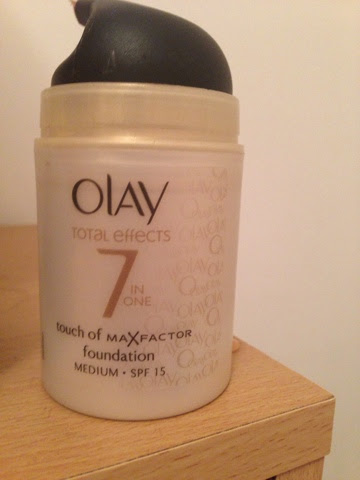 OLAY
TOTAL effects
7
IN
ONE
touch of MAXFACTOR
foundation
MEDIUM • SPF 15